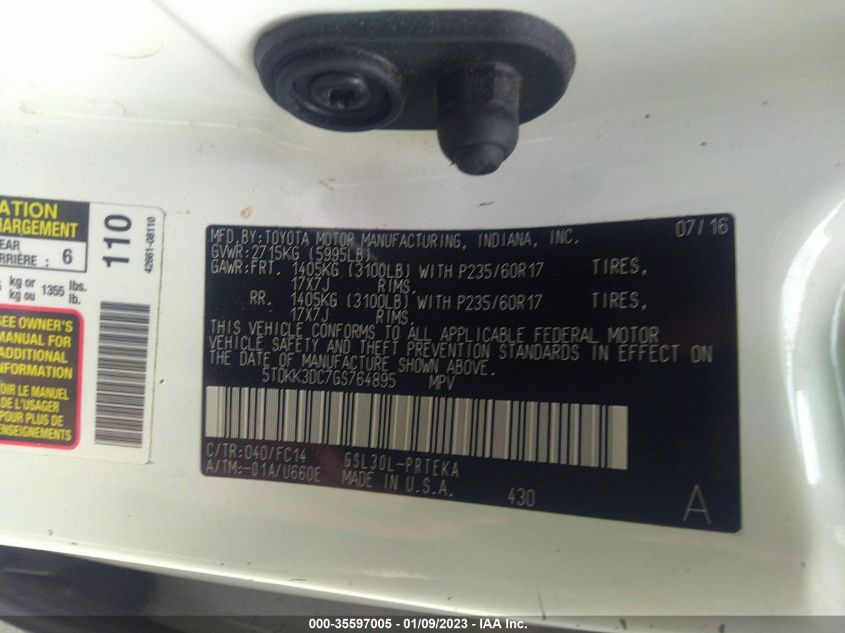 ATION
HARGEMENT
EAR
RRIÈRE : 6
kg or 1355 lbs.
kg ou lb.
SEE OWNER'S
MANUAL FOR
ADDITIONAL
INFORMATION
VOIR LE MANUEL
DE L'USAGER
POUR PLUS DE
RENSEIGNEMENTS
110
42661-08110
MFD.BY:TOYOTA MOTOR MANUFACTURING, INDIANA, INC. 07/16
GVWR:2715KG (5995LB)
GAWR:FRT. 1405KG (3100LB) WITH P235/60R17 TIRES,
17X7J RIMS,
RR. 1405KG (3100LB) WITH P235/60R17 TIRES,
17X7J RIMS.
THIS VEHICLE CONFORMS TO ALL APPLICABLE FEDERAL MOTOR
VEHICLE SAFETY AND THEFT PREVENTION STANDARDS IN EFFECT ON
THE DATE OF MANUFACTURE SHOWN ABOVE.
5TDKK3DC7GS764895 MPV
C/TR:040/FC14 GSL30L-PRTEKA
A/TM:-01A/U660E MADE IN U.S.A. 430 A
000-35597005 - 01/09/2023 - IAA Inc.